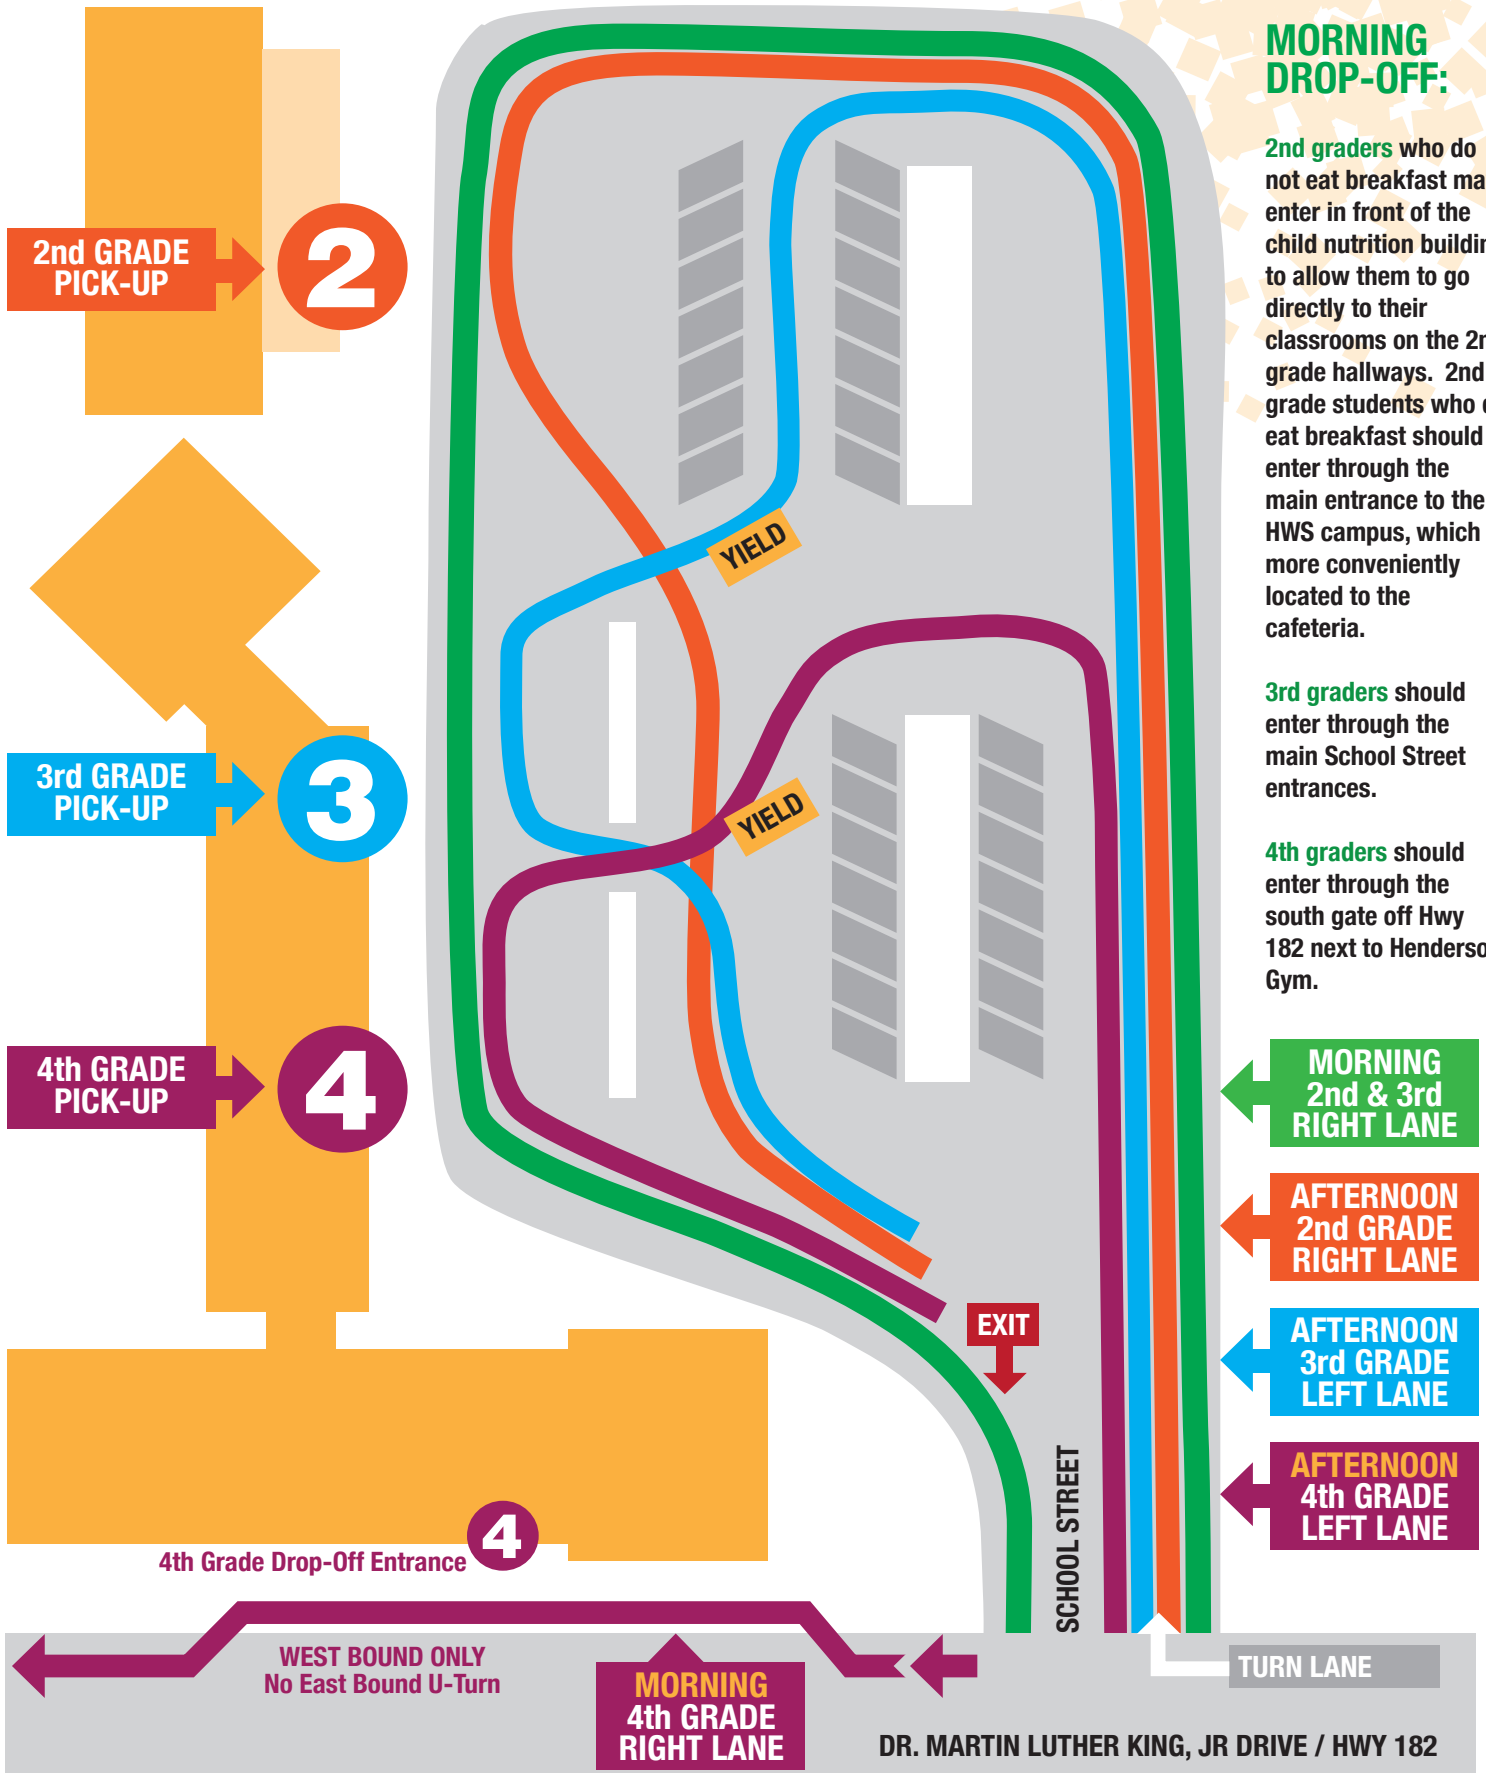 MORNING
DROP-OFF:
2nd graders who do
not eat breakfast
enter in front of the
child nutrition
to allow them to go
directly to their
classrooms on the
grade hallways. 2nd
grade students who
eat breakfast should
enter through the
main entrance to the
HWS campus, which
more conveniently
located to the
cafeteria.
3rd graders should
enter through the
main School Street
entrances.
4th graders should
enter through the
south gate off Hwy
182 next to
Gym.
2nd GRADE
PICK-UP
2
YIELD
3rd GRADE
PICK-UP
3
YIELD
4th GRADE
PICK-UP
4
MORNING
2nd & 3rd
RIGHT LANE
AFTERNOON
2nd GRADE
RIGHT LANE
AFTERNOON
3rd GRADE
LEFT LANE
AFTERNOON
4th GRADE
LEFT LANE
EXIT
SCHOOL STREET
4
4th Grade Drop-Off Entrance
WEST BOUND ONLY
No East Bound U-Turn
MORNING
4th GRADE
RIGHT LANE
TURN LANE
DR. MARTIN LUTHER KING, JR DRIVE / HWY 182